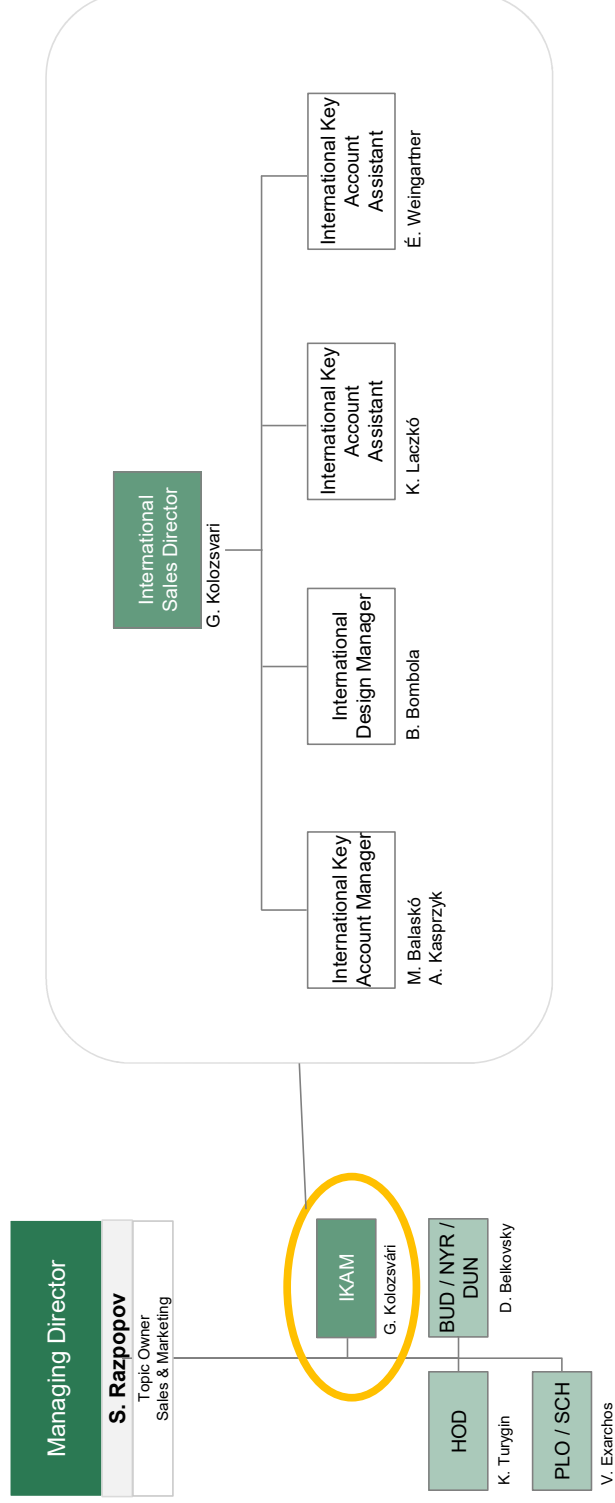 Managing Director
S. Razpopov
Topic Owner
Sales & Marketing
IKAM
G. Kolozsvári
HOD
K. Turygin
BUD / NYR /
DUN
D. Belkovsky
PLO / SCH
V. Exarchos
International
Sales Director
G. Kolozsvari
International Key
Account Manager
M. Balaskó
A. Kasprzyk
International
Design Manager
B. Bombola
International Key
Account
Assistant
K. Laczkó
International Key
Account
Assistant
É. Weingartner